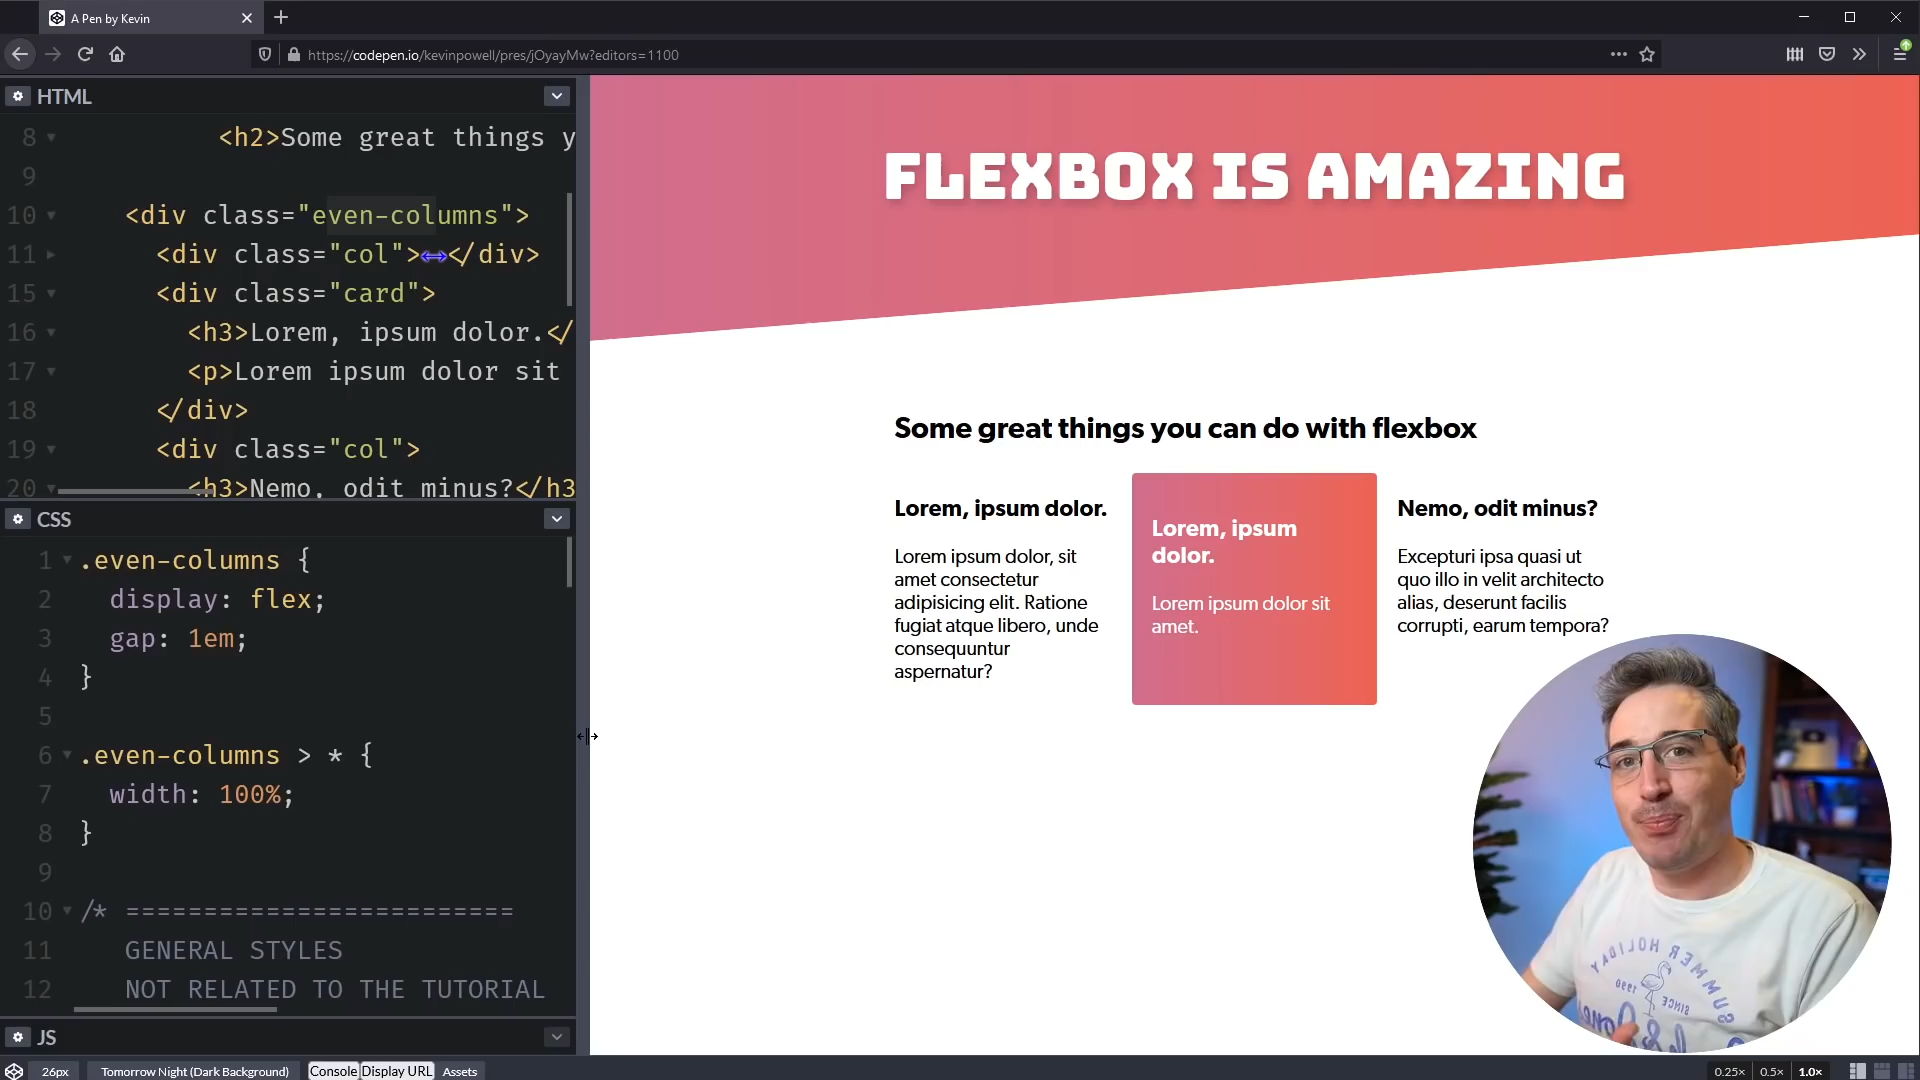 A Pen by Kevin
https://codepen.io/kevinpowell/pres/jOyayMw?editors=1100
HTML
8 <h2>Some great things y
9
10 <div class="even-columns">
11 <div class="col">↔</div>
15 <div class="card">
16 <h3>Lorem, ipsum dolor.</
17 <p>Lorem ipsum dolor sit
18 </div>
19 <div class="col">
20 <h3>Nemo, odit minus?</h3
CSS
1 .even-columns {
2 display: flex;
3 gap: 1em;
4 }
5
6 .even-columns > * {
7 width: 100%;
8 }
9
10 /* =========================
11 GENERAL STYLES
12 NOT RELATED TO THE TUTORIAL
JS
26px Tomorrow Night (Dark Background) Console Display URL Assets
FLEXBOX IS AMAZING
Some great things you can do with flexbox
Lorem, ipsum dolor.
Lorem ipsum dolor, sit
amet consectetur
adipisicing elit. Ratione
fugiat atque libero, unde
consequuntur
aspernatur?
Lorem, ipsum
dolor.
Lorem ipsum dolor sit
amet.
Nemo, odit minus?
Excepturi ipsa quasi ut
quo illo in velit architecto
alias, deserunt facilis
corrupti, earum tempora?
SUMMER HOLIDAY
SINCE 1990
0.25× 0.5× 1.0×